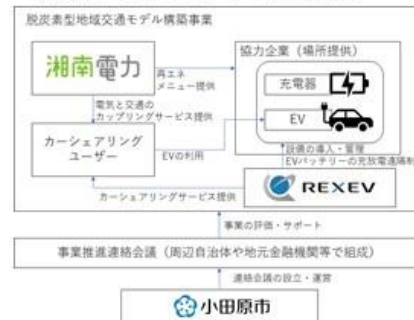 脱炭素型地域交通モデル構築事業
湘南電力
再エネ
メニュー提供
協力企業（場所提供）
充電器
EV
電気と交通の
カップリングサービス提供
カーシェアリング
ユーザー
EVの利用
設備の導入・管理
EVバッテリーの充放電遠隔制
カーシェアリングサービス提供
REXEV
事業の評価・サポート
事業推進連絡会議（周辺自治体や地元金融機関等で組成）
連絡会議の設立・運営
小田原市